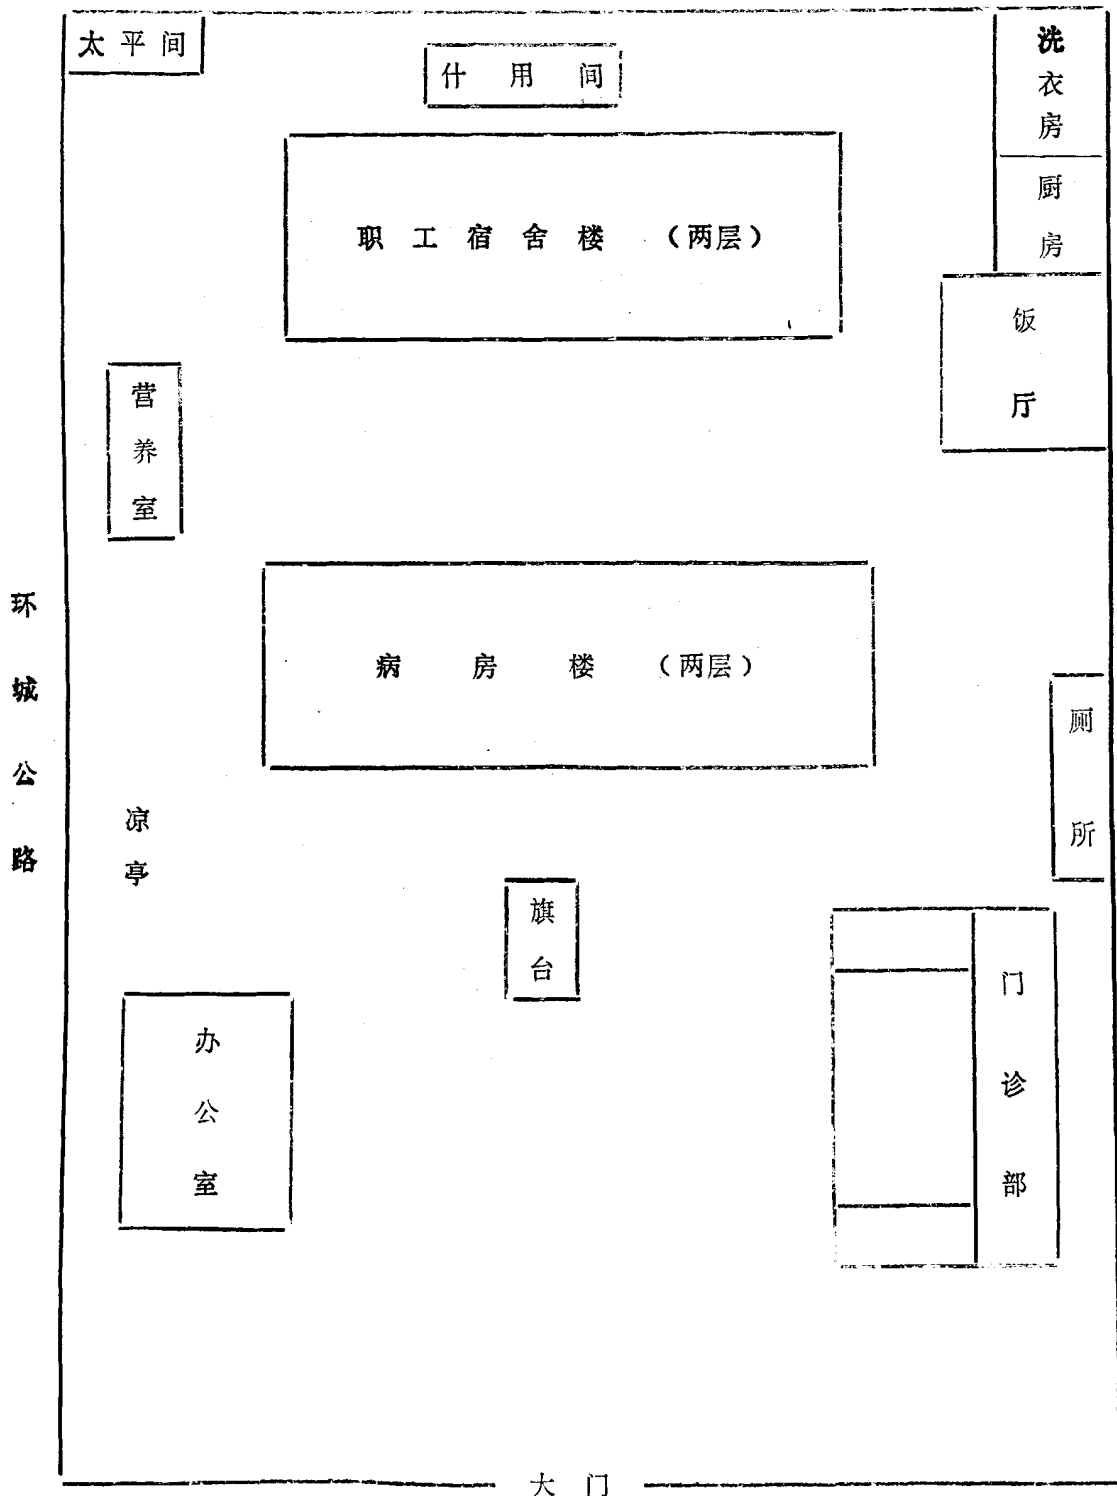 太平间
什用间
洗衣房
职工宿舍楼（两层）
厨房
饭厅
营养室
环城公路
病房楼（两层）
厕所
凉亭
旗台
门诊部
办公室
大门